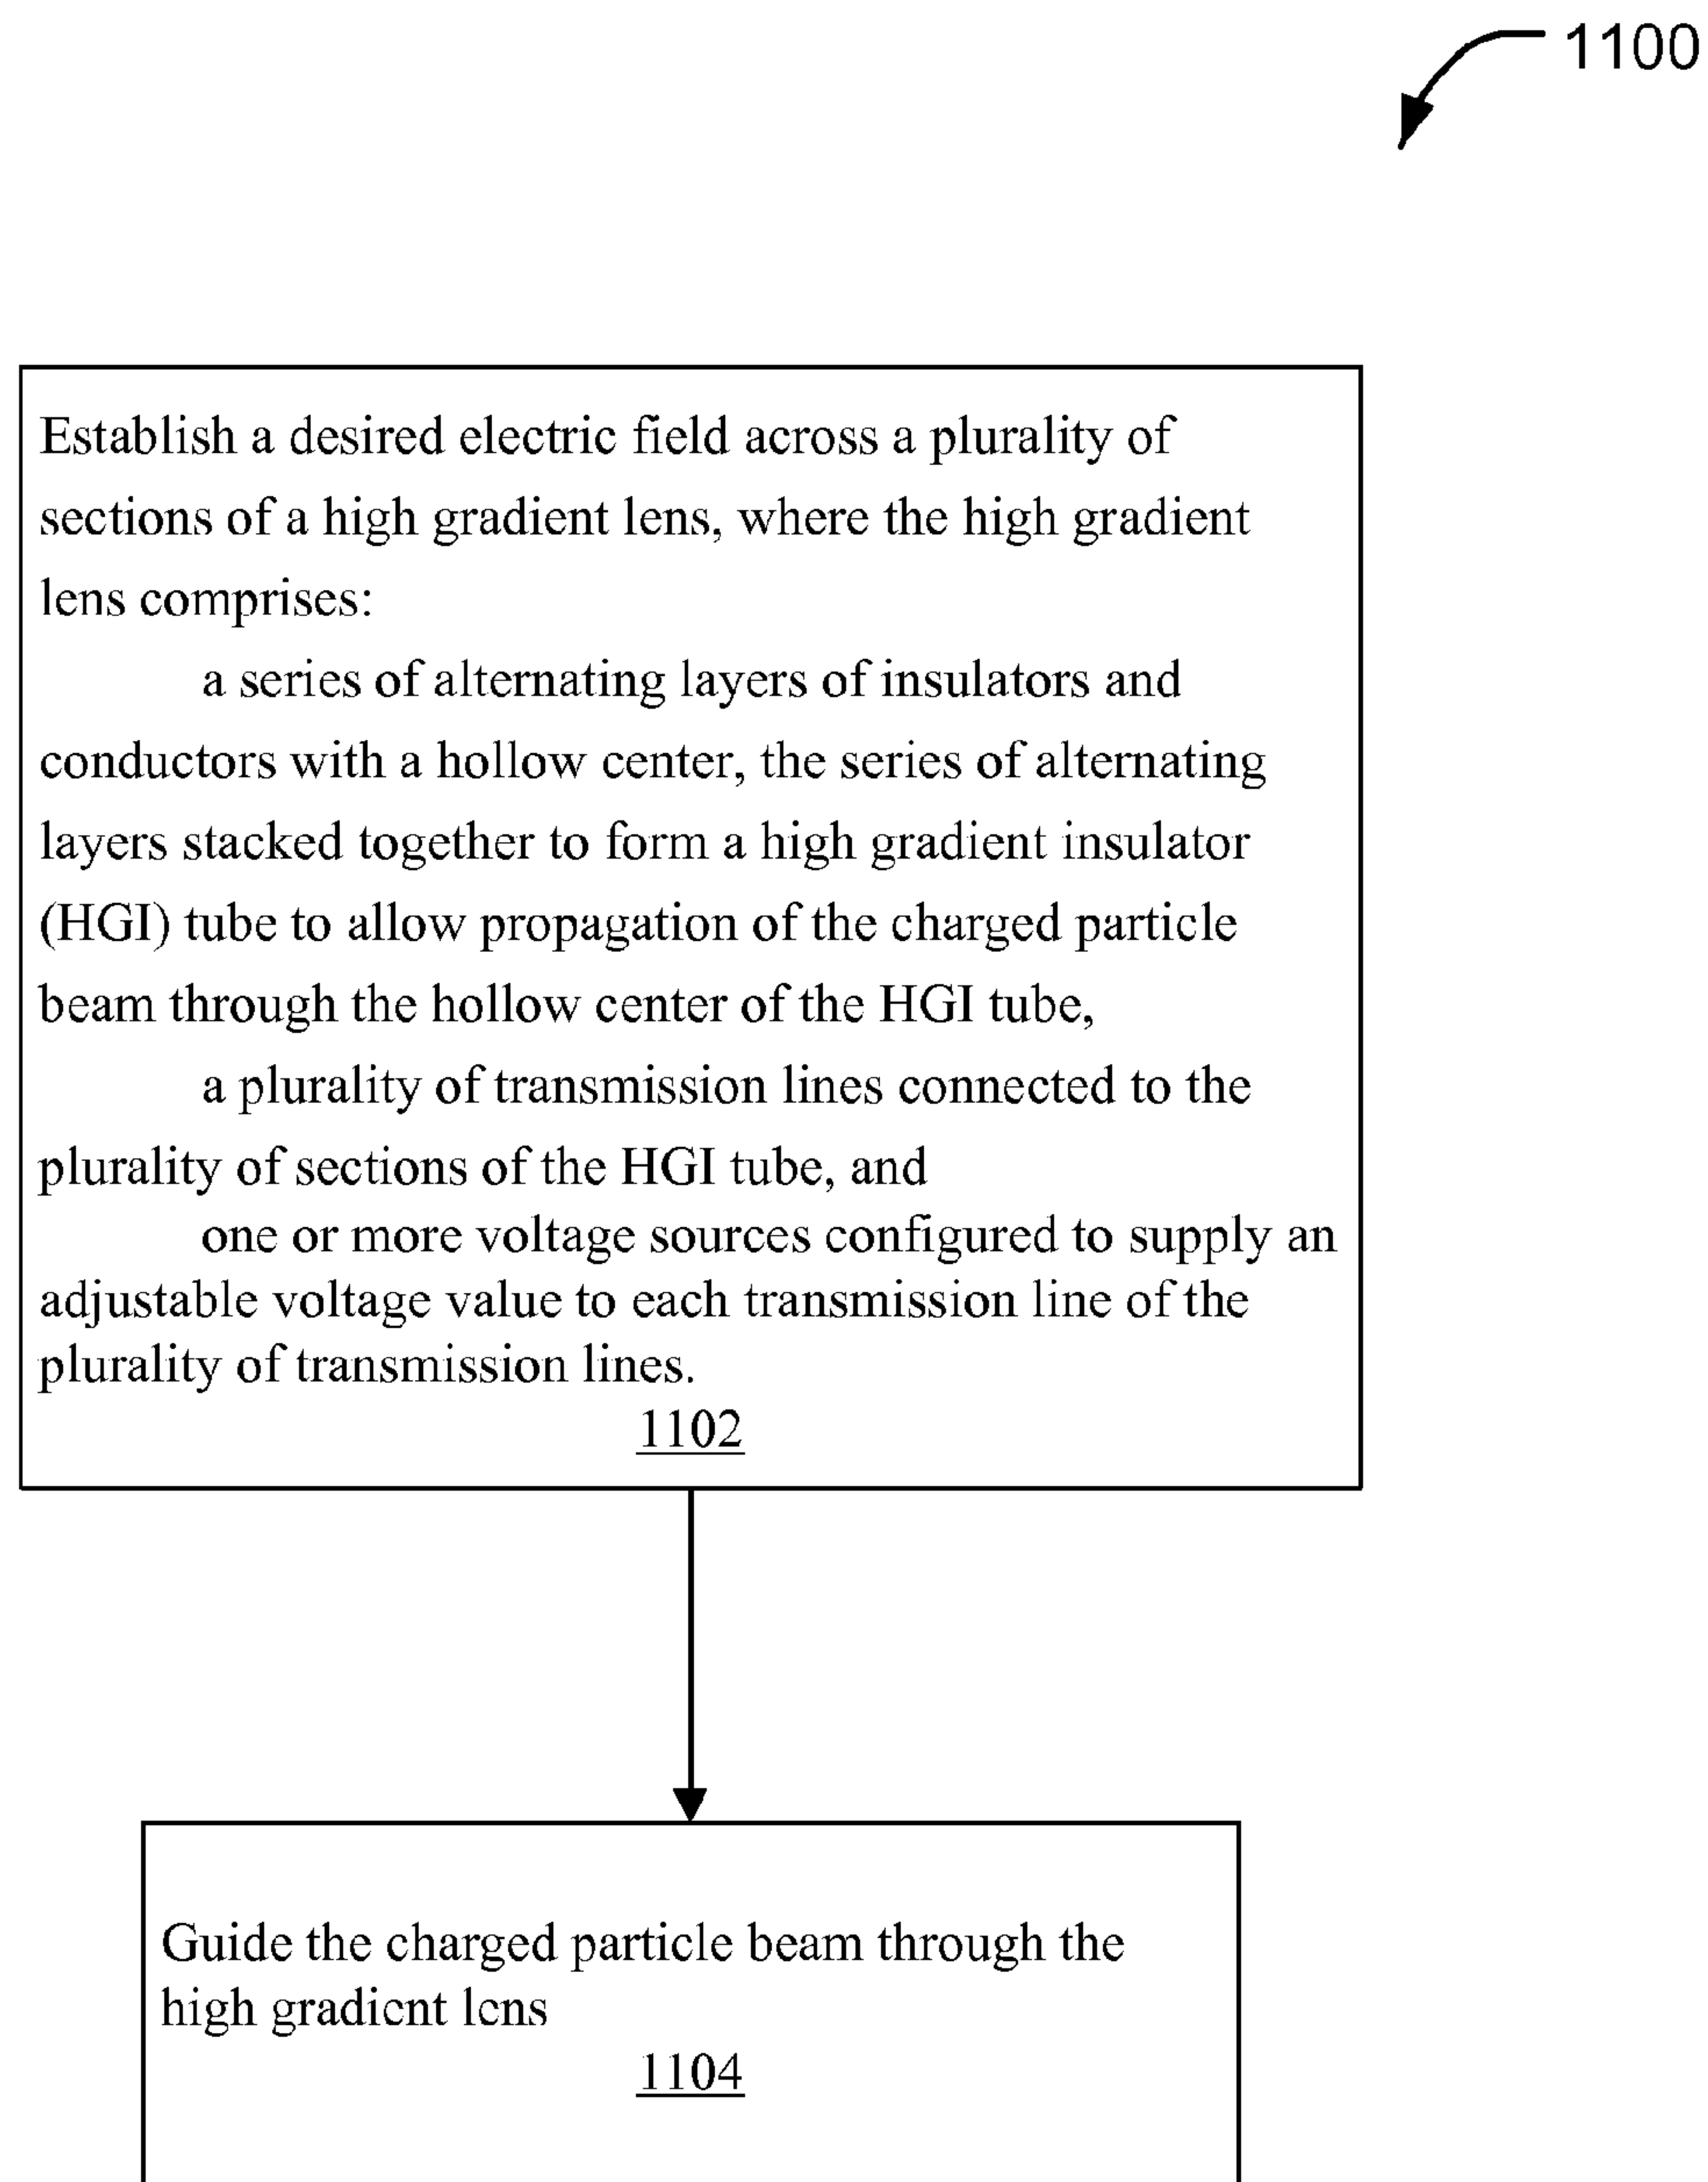 1100
Establish a desired electric field across a plurality of
sections of a high gradient lens, where the high gradient
lens comprises:
a series of alternating layers of insulators and
conductors with a hollow center, the series of alternating
layers stacked together to form a high gradient insulator
(HGI) tube to allow propagation of the charged particle
beam through the hollow center of the HGI tube,
a plurality of transmission lines connected to the
plurality of sections of the HGI tube, and
one or more voltage sources configured to supply an
adjustable voltage value to each transmission line of the
plurality of transmission lines.
1102
Guide the charged particle beam through the
high gradient lens
1104